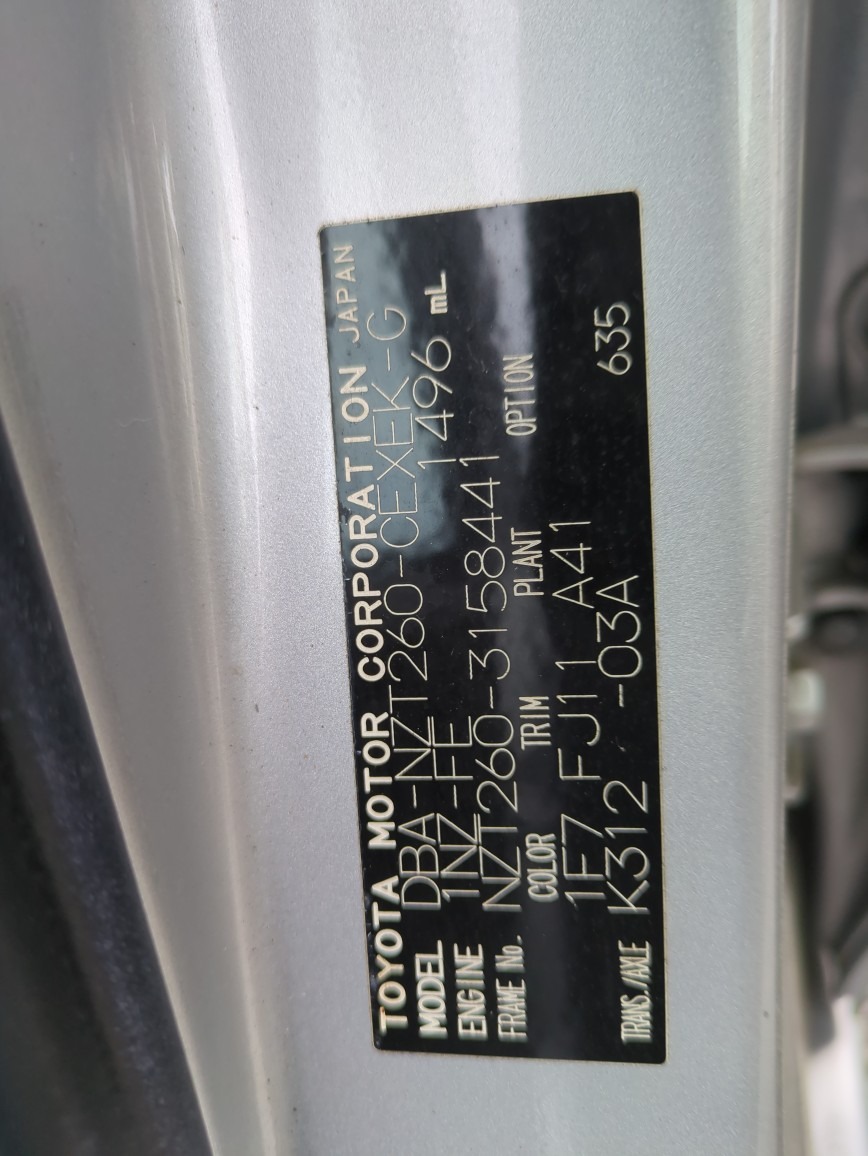 TOYOTA MOTOR CORPORATION JAPAN
MODEL DBA-NZT260-CEXEK-G
ENGINE 1NZ-FE 1496 mL
FRAME No. NZT260-3158441
COLOR TRIM PLANT OPTION
1F7 FJ11 A41
TRANS./AXLE K312 -03A 635